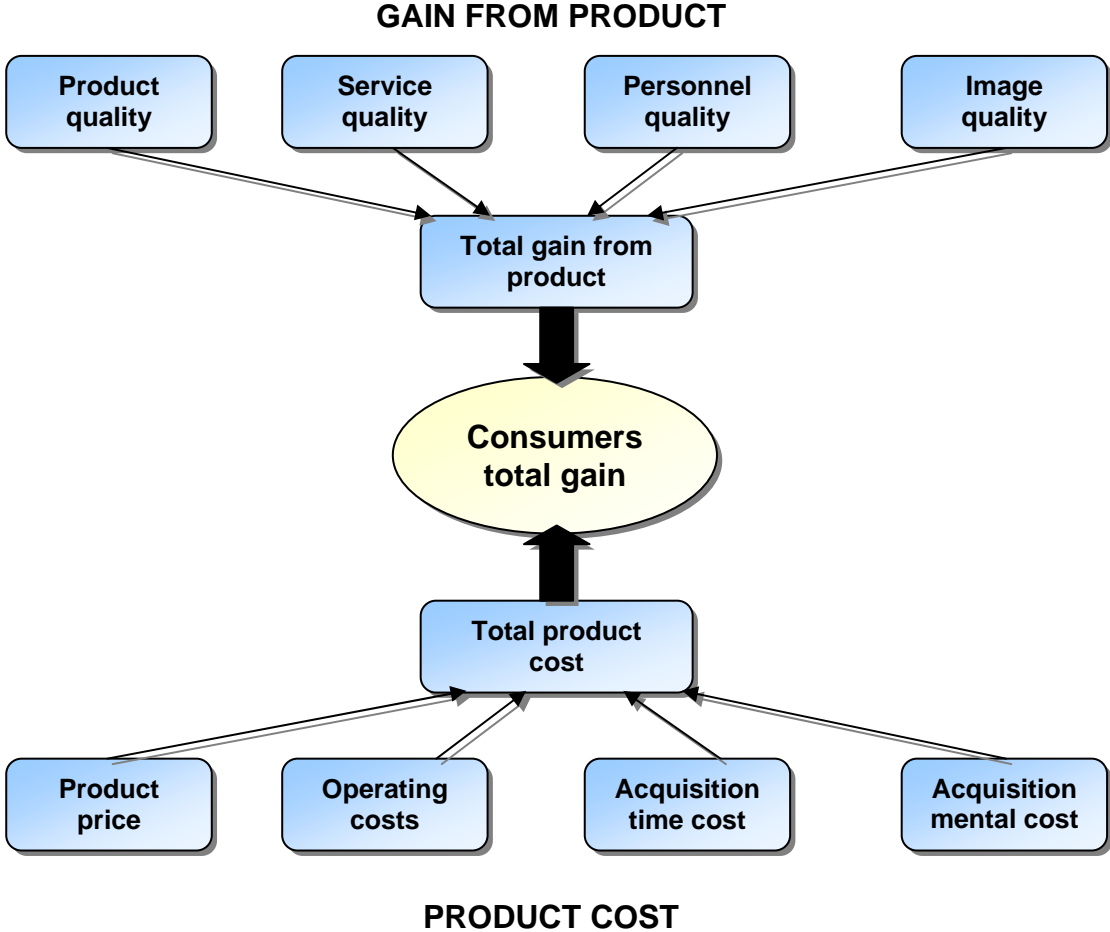 GAIN FROM PRODUCT
Product
quality
Service
quality
Personnel
quality
Image
quality
Total gain from
product
Consumers
total gain
Total product
cost
Product
price
Operating
costs
Acquisition
time cost
Acquisition
mental cost
PRODUCT COST